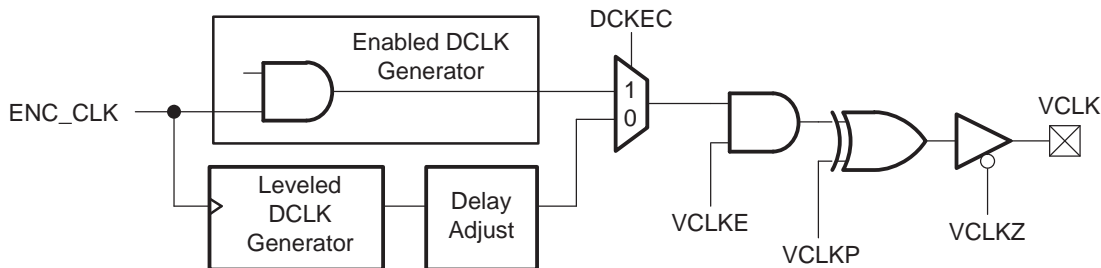 DCKEC
Enabled DCLK
Generator
1
0
ENC_CLK
VCLK
Leveled
DCLK
Generator
Delay
Adjust
VCLKE
VCLKP
VCLKZ